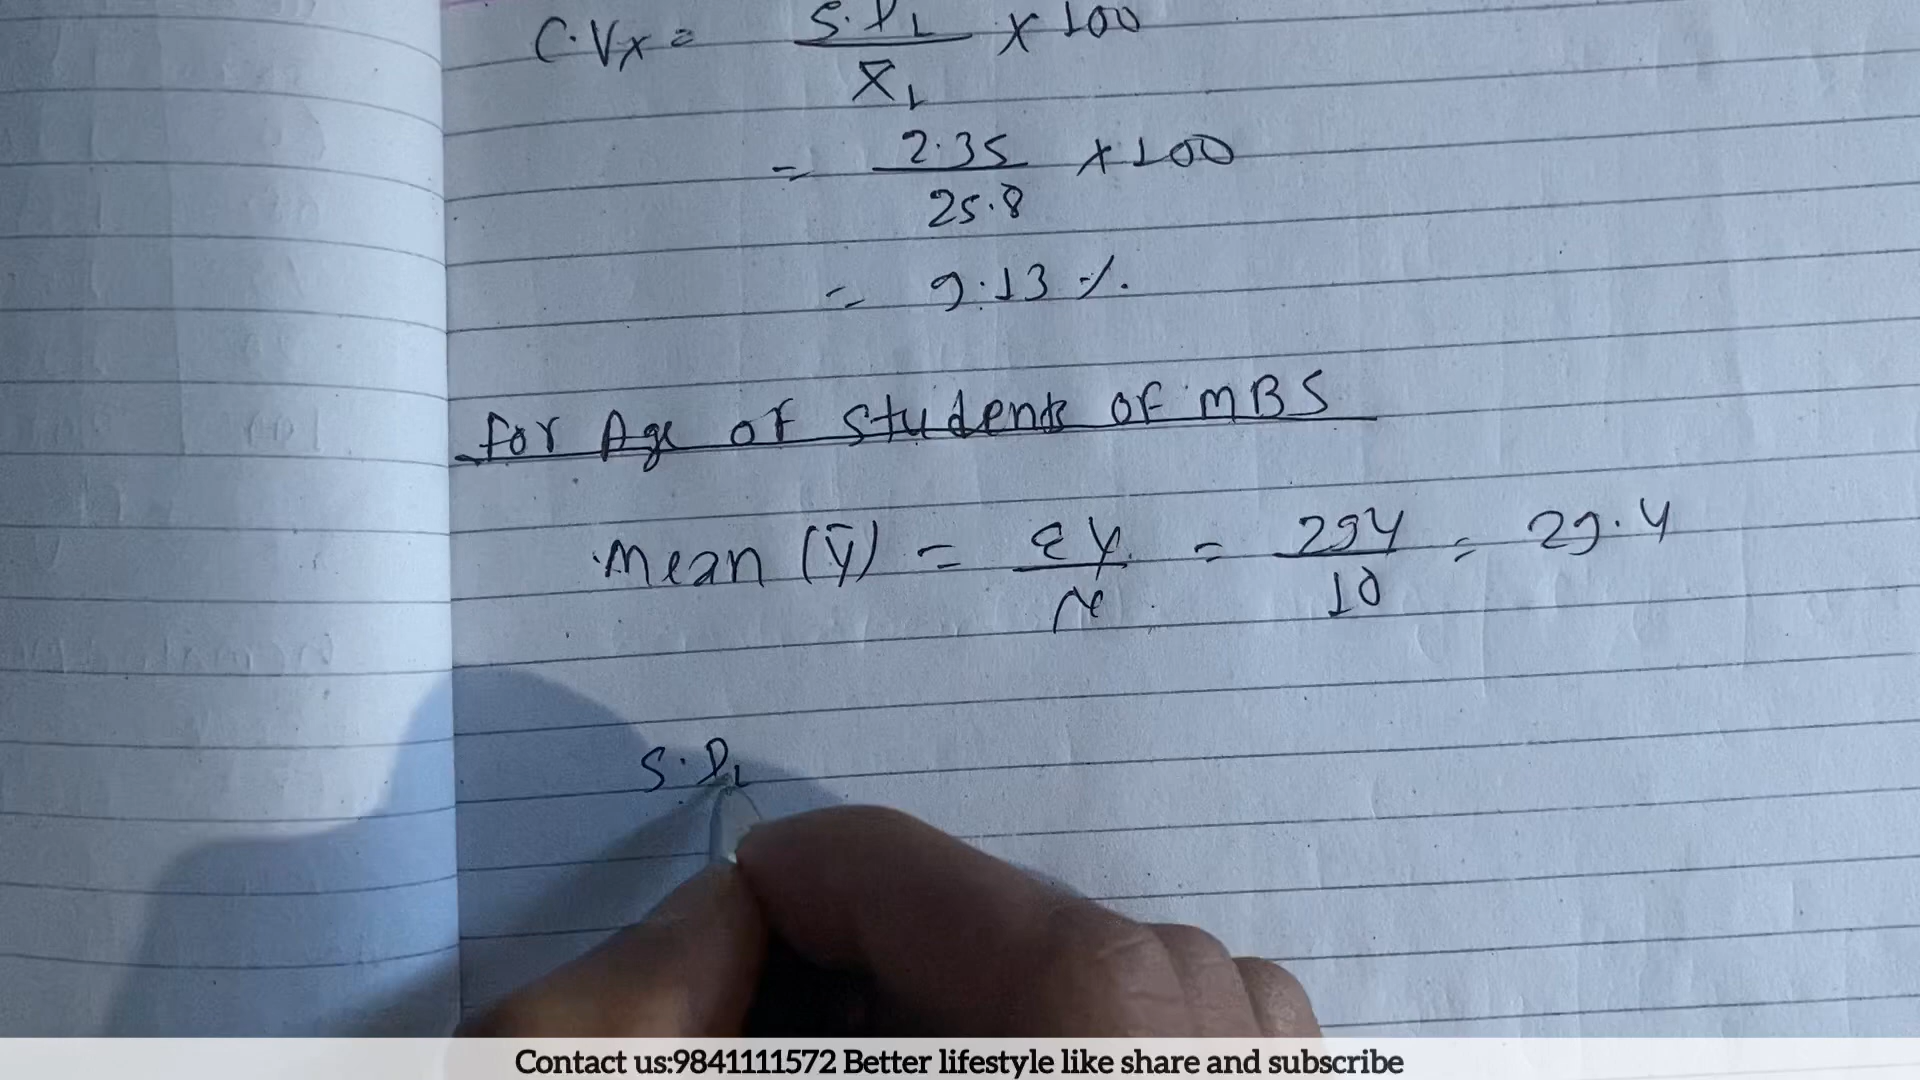 C.Vx = S.D1 / X̄1 × 100
= 2.35 / 25.8 × 100
= 9.13 %.
for Age of students of MBS
Mean (ȳ) = Σy / n = 294 / 10 = 29.4
S.D1
Contact us:9841111572 Better lifestyle like share and subscribe